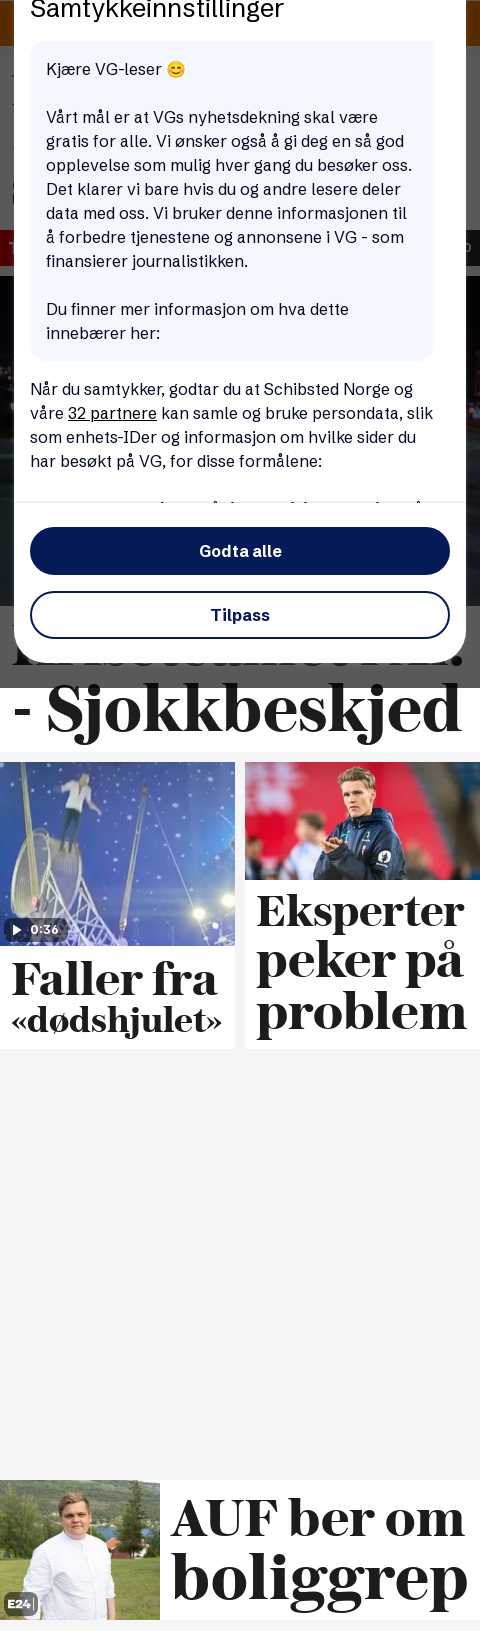 Samtykkeinnstillinger
Kjære VG-leser 😊
Vårt mål er at VGs nyhetsdekning skal være
gratis for alle. Vi ønsker også å gi deg en så god
opplevelse som mulig hver gang du besøker oss.
Det klarer vi bare hvis du og andre lesere deler
data med oss. Vi bruker denne informasjonen til
å forbedre tjenestene og annonsene i VG - som
finansierer journalistikken.
Du finner mer informasjon om hva dette
innebærer her:
Når du samtykker, godtar du at Schibsted Norge og
våre 32 partnere kan samle og bruke persondata, slik
som enhets-IDer og informasjon om hvilke sider du
har besøkt på VG, for disse formålene:
Godta alle
Tilpass
- Sjokkbeskjed
0:36
Faller fra
«dødshjulet»
Eksperter
peker på
problem
E24
AUF ber om
boliggrep